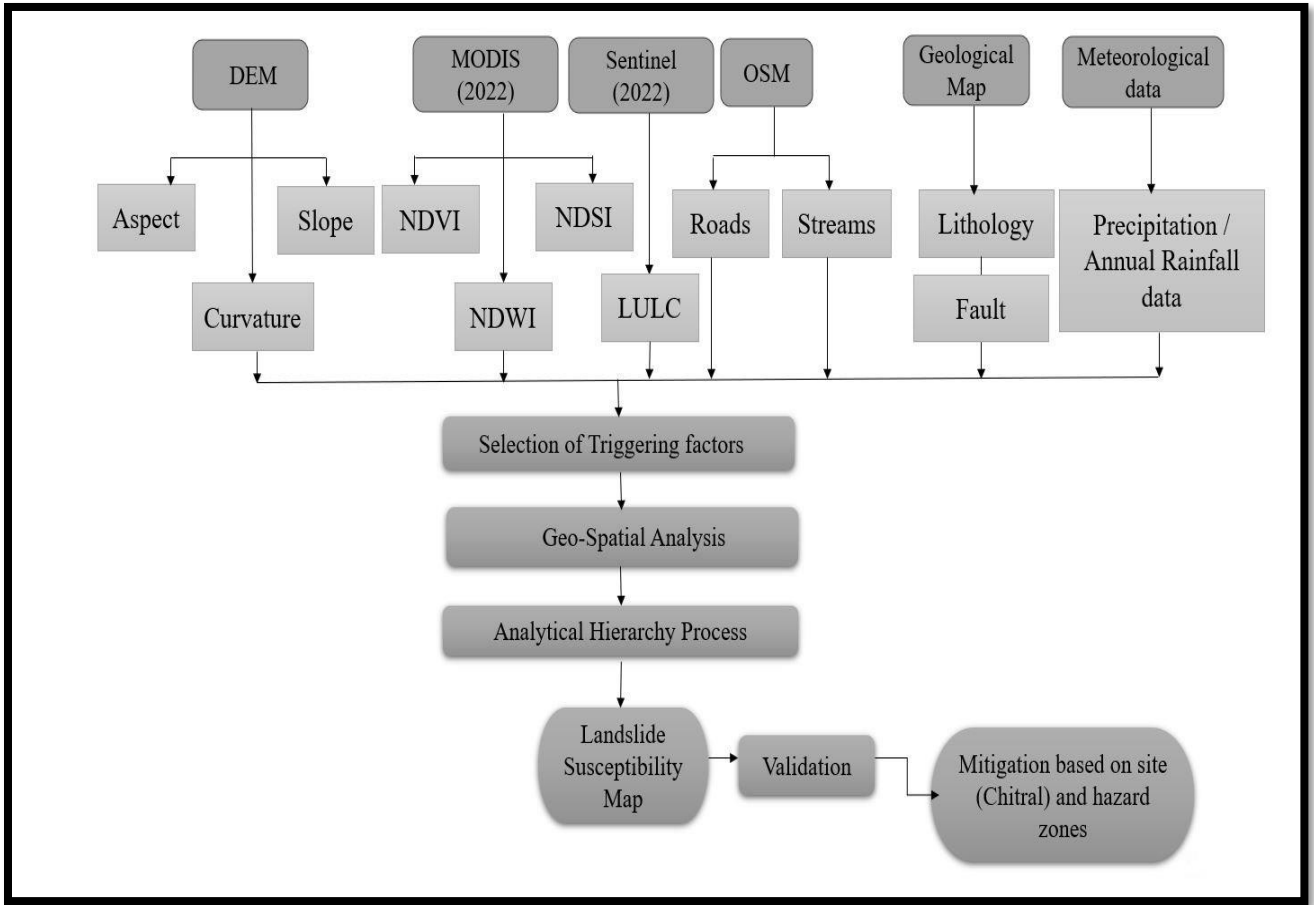 DEM
MODIS
(2022)
Sentinel
(2022)
OSM
Geological
Map
Meteorological
data
Aspect
Slope
NDVI
NDSI
Roads
Streams
Lithology
Precipitation /
Annual Rainfall
data
Curvature
NDWI
LULC
Fault
Selection of Triggering factors
Geo-Spatial Analysis
Analytical Hierarchy Process
Landslide
Susceptibility
Map
Validation
Mitigation based on site
(Chitral) and hazard
zones